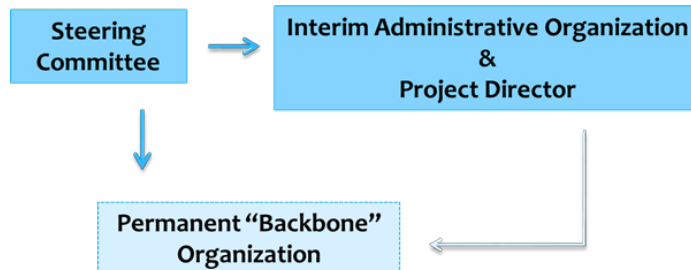 Steering
Committee
Interim Administrative Organization
&
Project Director
Permanent “Backbone”
Organization